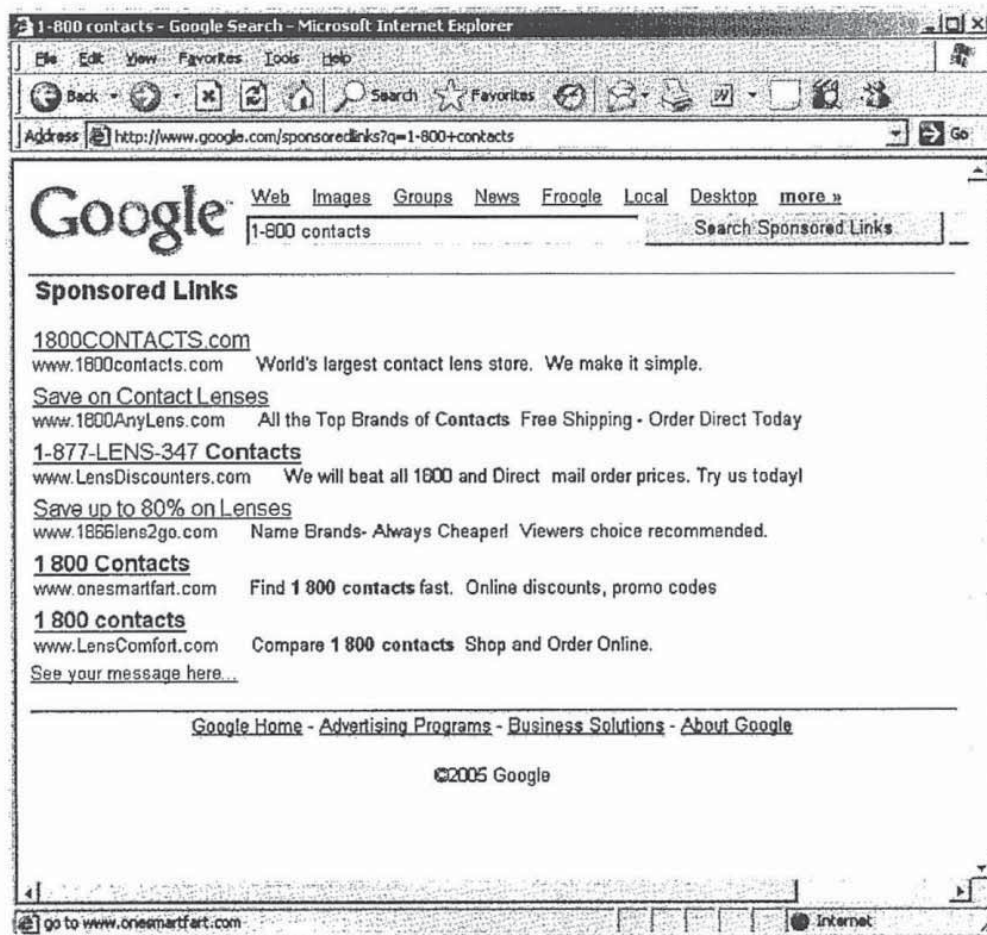 1-800 contacts - Google Search - Microsoft Internet Explorer
File Edit View Favorites Tools Help
Back Search Favorites
Address http://www.google.com/sponsoredlinks?q=1-800+contacts Go
Web Images Groups News Froogle Local Desktop more »
Google
1-800 contacts Search Sponsored Links
Sponsored Links
1800CONTACTS.com
www.1800contacts.com World's largest contact lens store. We make it simple.
Save on Contact Lenses
www.1800AnyLens.com All the Top Brands of Contacts Free Shipping - Order Direct Today
1-877-LENS-347 Contacts
www.LensDiscounters.com We will beat all 1800 and Direct mail order prices. Try us today!
Save up to 80% on Lenses
www.1866lens2go.com Name Brands- Always Cheaper! Viewers choice recommended.
1 800 Contacts
www.onesmartfart.com Find 1 800 contacts fast. Online discounts, promo codes
1 800 contacts
www.LensComfort.com Compare 1 800 contacts Shop and Order Online.
See your message here...
Google Home - Advertising Programs - Business Solutions - About Google
©2005 Google
go to www.onesmartfart.com Internet